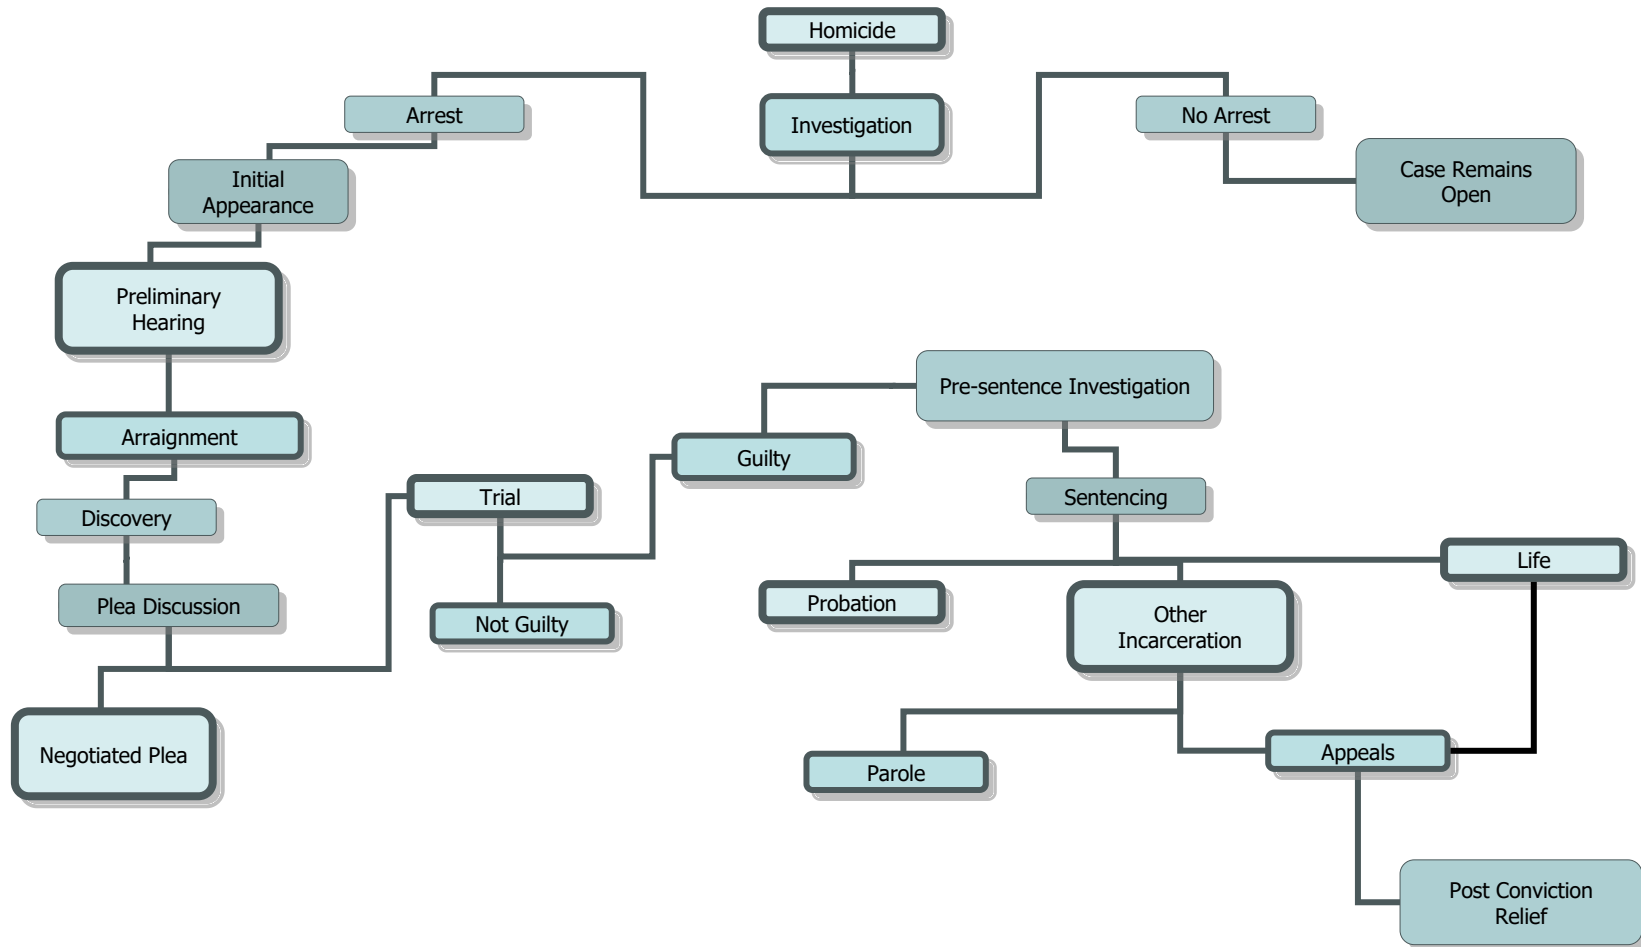 Homicide
Arrest
Investigation
No Arrest
Case Remains
Open
Initial
Appearance
Preliminary
Hearing
Pre-sentence Investigation
Arraignment
Guilty
Trial
Sentencing
Discovery
Life
Plea Discussion
Not Guilty
Probation
Other
Incarceration
Negotiated Plea
Parole
Appeals
Post Conviction
Relief